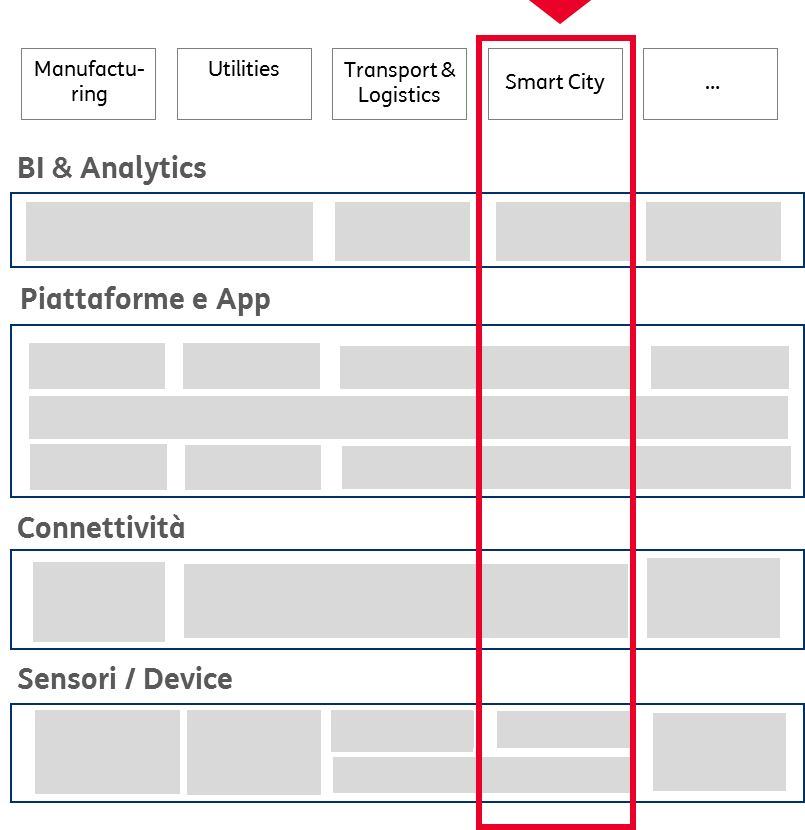 Manufactu-
ring
Utilities
Transport &
Logistics
Smart City
...
BI & Analytics
Piattaforme e App
Connettività
Sensori / Device